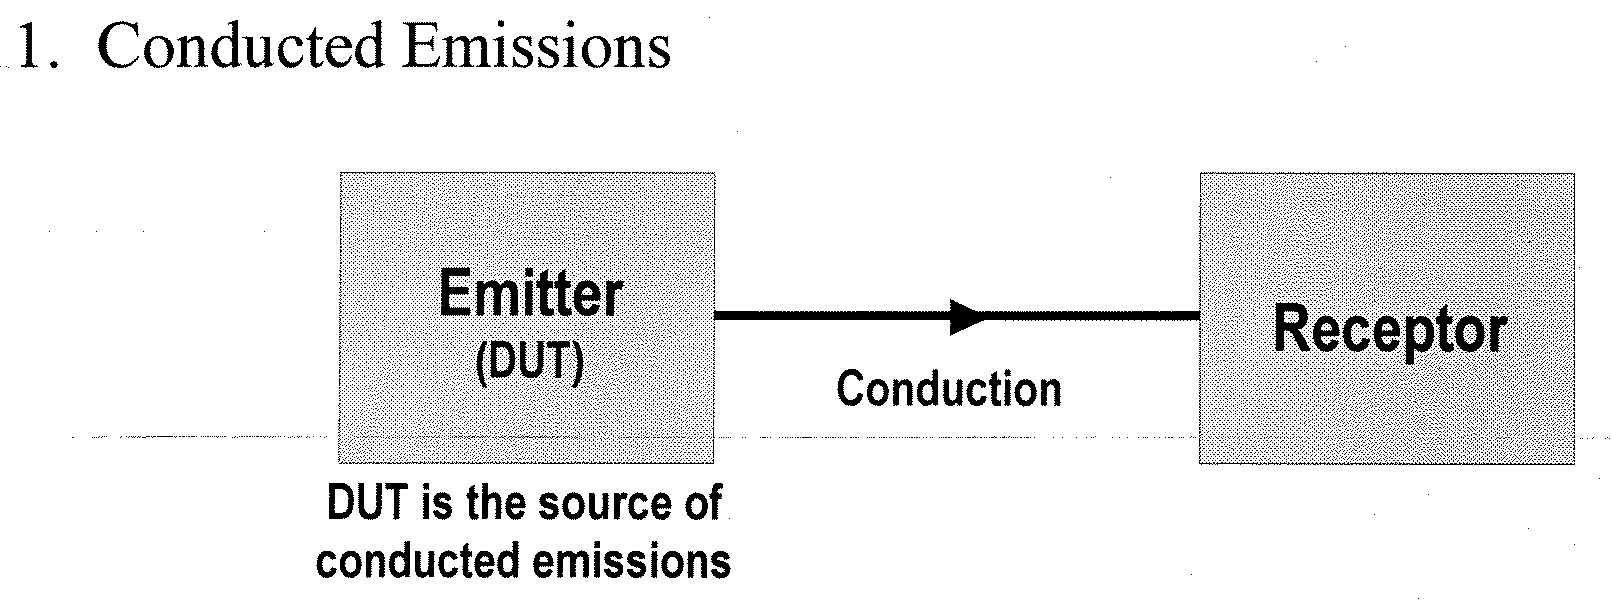 1. Conducted Emissions
Emitter
(DUT)
Conduction
Receptor
DUT is the source of
conducted emissions